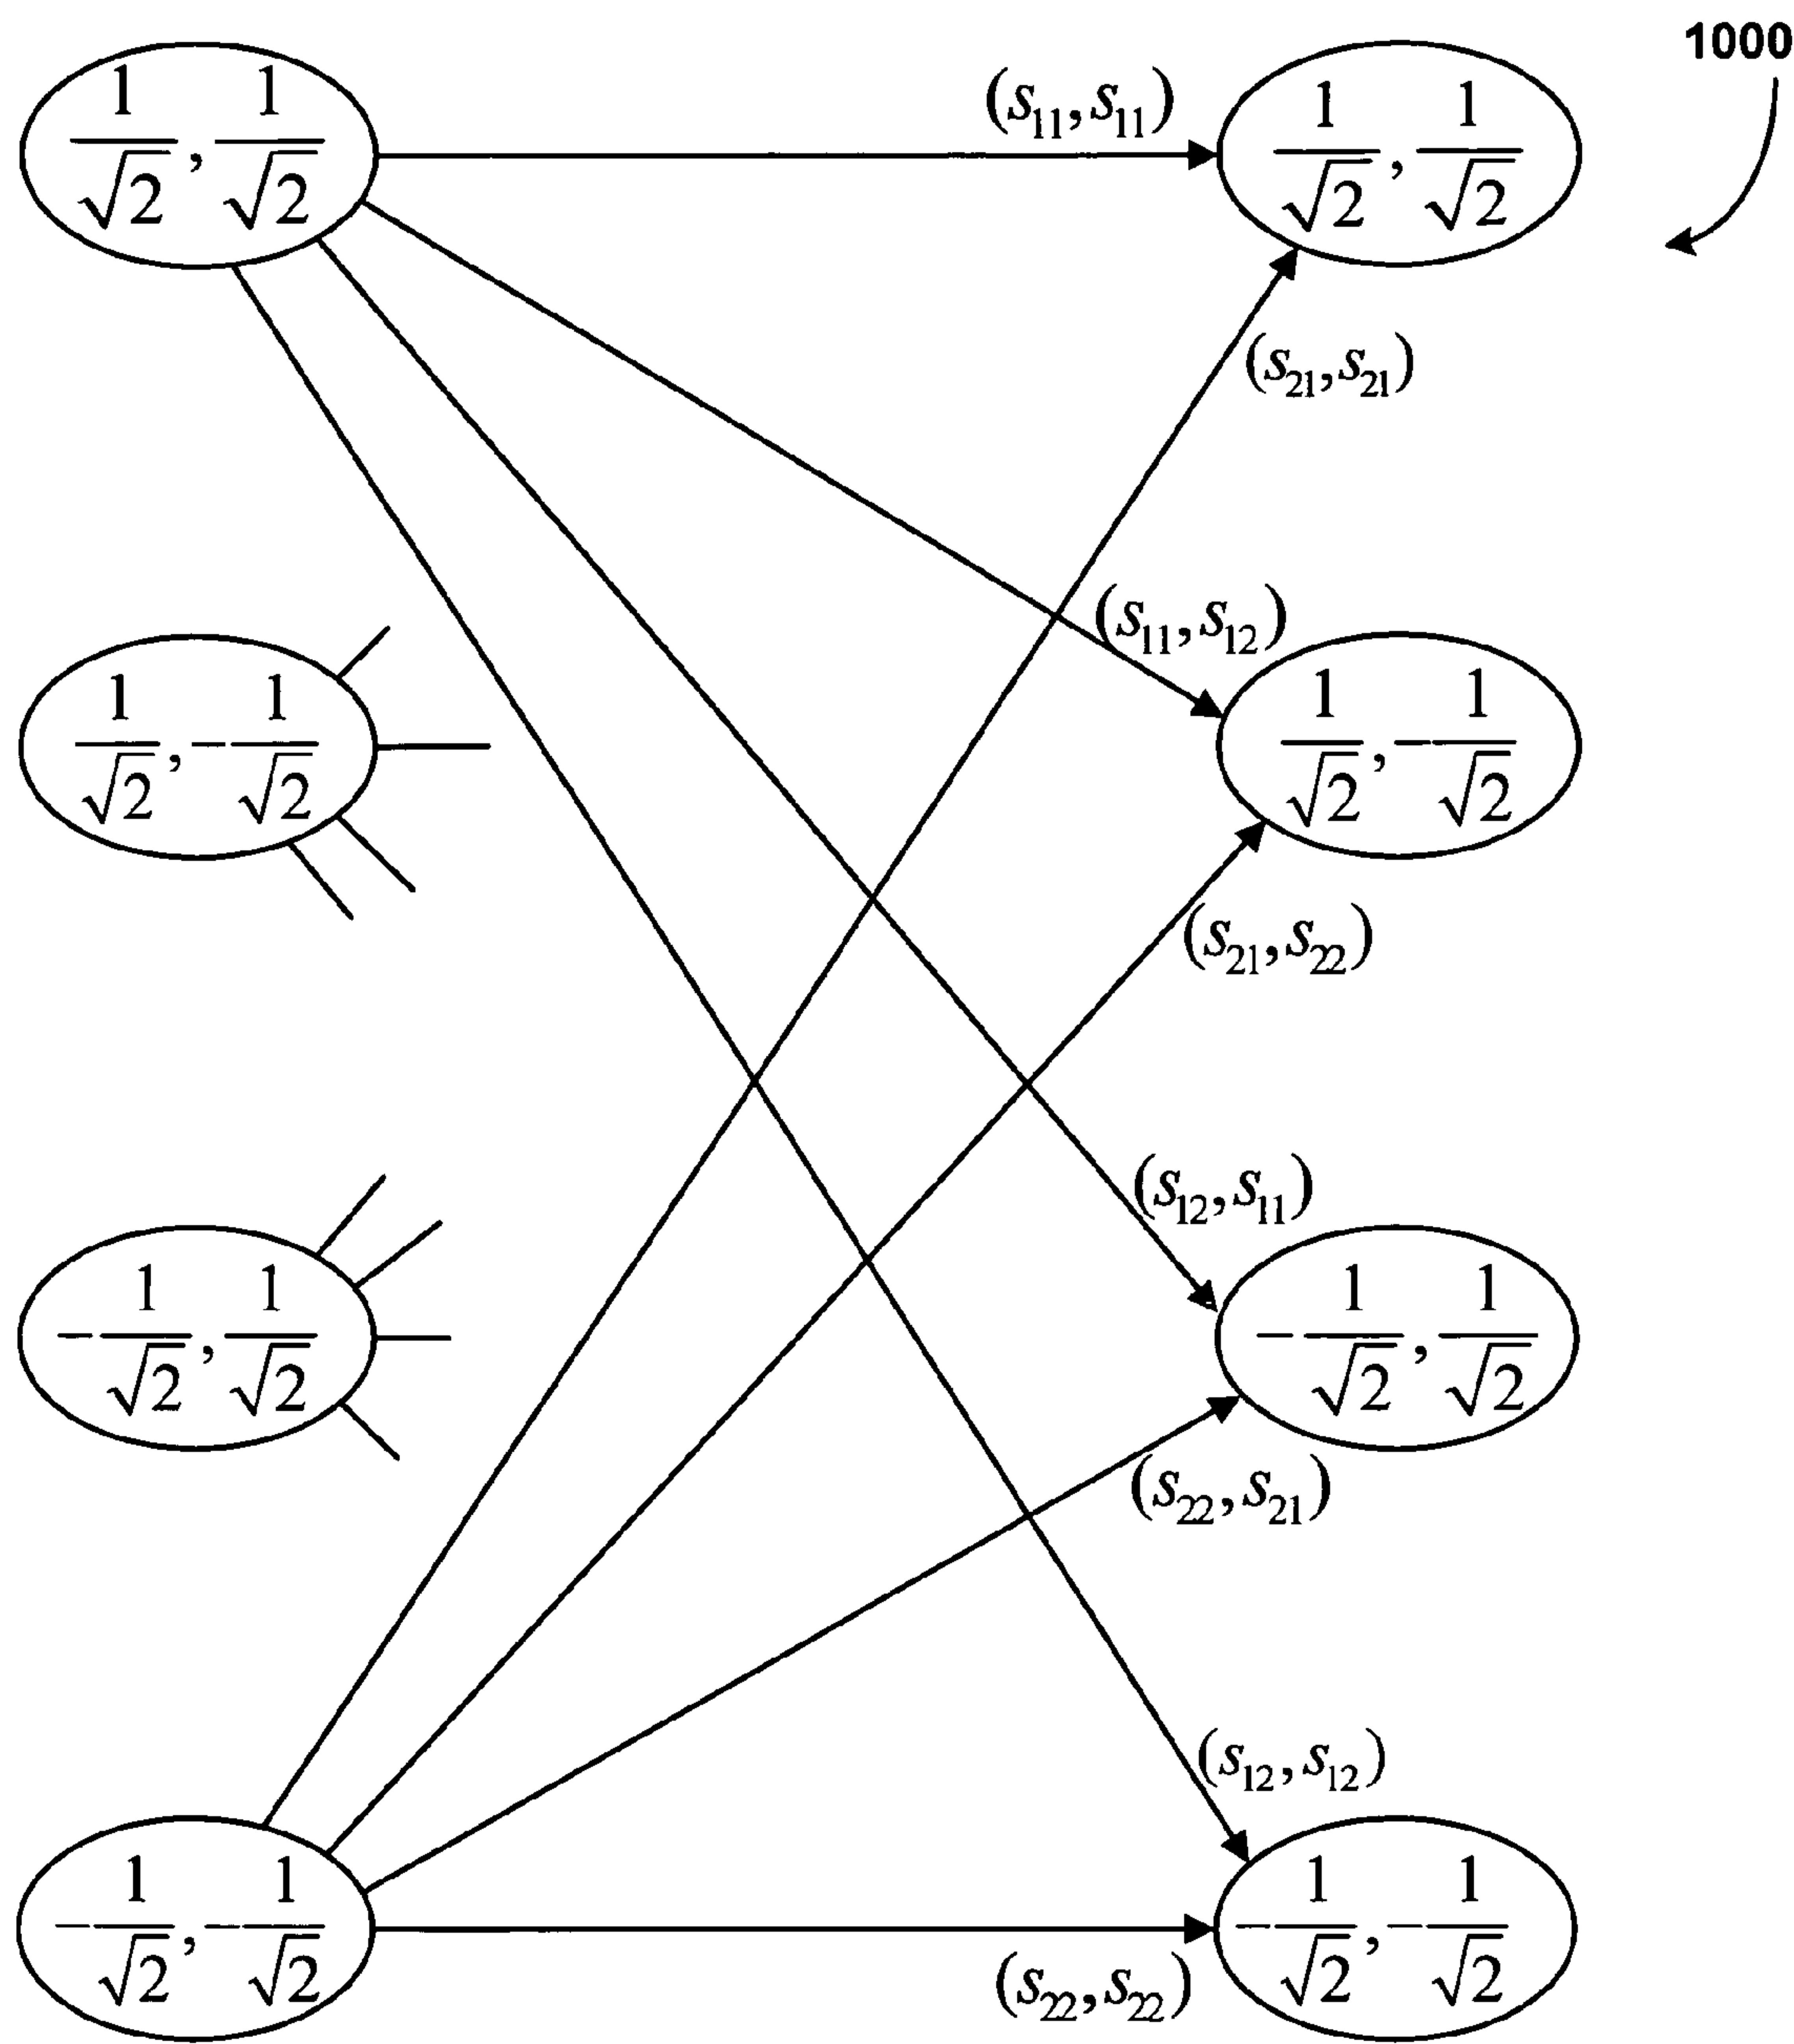 1000
1/√2, 1/√2
(s₁₁, s₁₁)
1/√2, 1/√2
(s₂₁, s₂₁)
(s₁₁, s₁₂)
1/√2, -1/√2
1/√2, -1/√2
(s₂₁, s₂₂)
(s₁₂, s₁₁)
-1/√2, 1/√2
-1/√2, 1/√2
(s₂₂, s₂₁)
(s₁₂, s₁₂)
-1/√2, -1/√2
-1/√2, -1/√2
(s₂₂, s₂₂)